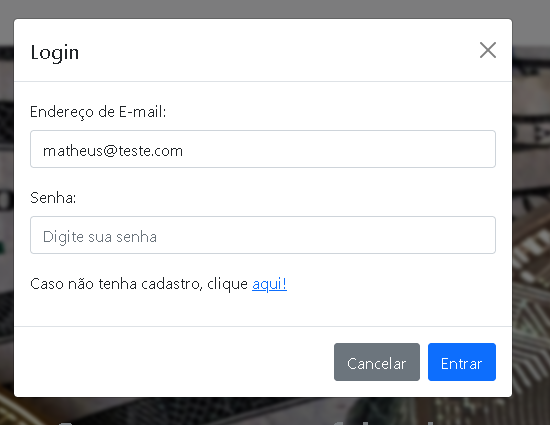 Login
Endereço de E-mail:
matheus@teste.com
Senha:
Digite sua senha
Caso não tenha cadastro, clique aqui!
Cancelar
Entrar